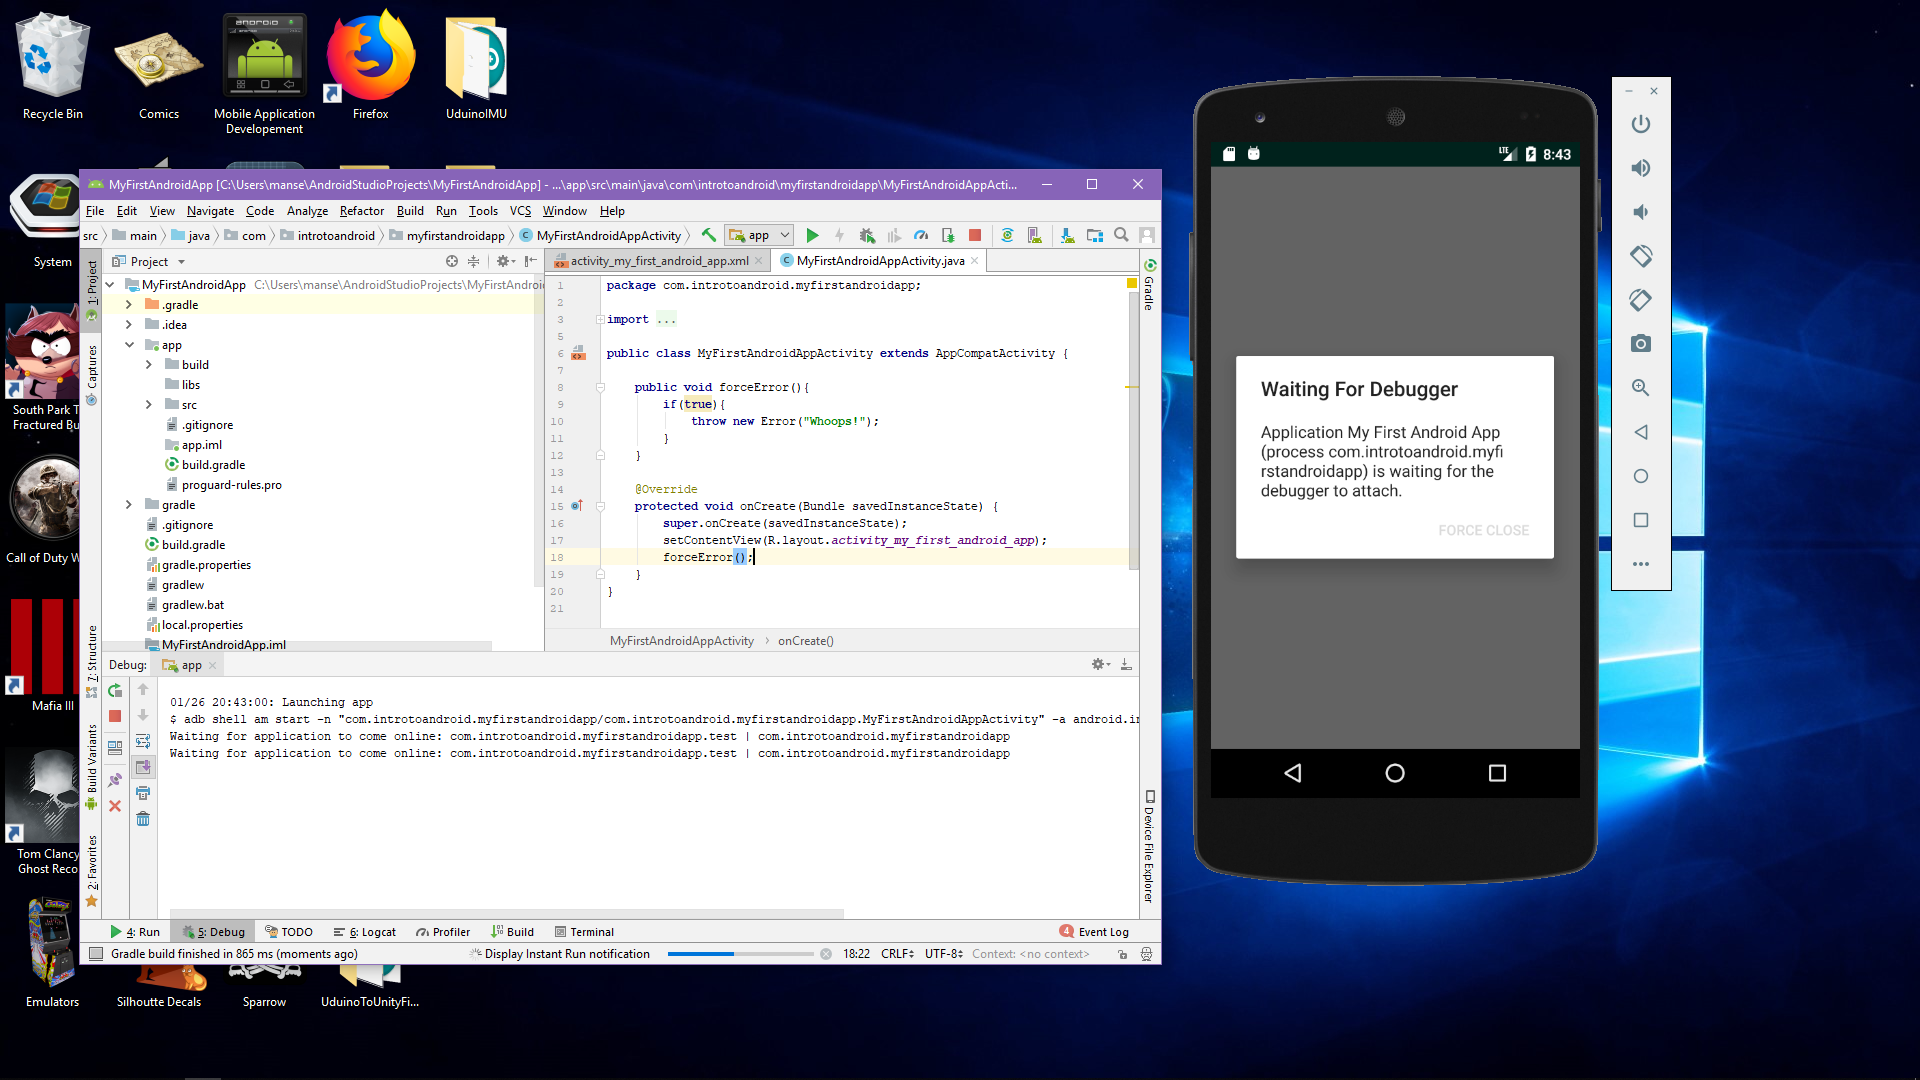 Recycle Bin
Comics
Mobile Application
Developement
Firefox
UduinoIMU
System
South Park T
Fractured Bu
Call of Duty W
Mafia III
Tom Clancy
Ghost Reco
Emulators
Silhoutte Decals
Sparrow
UduinoToUnityFi...
MyFirstAndroidApp [C:\Users\manse\AndroidStudioProjects\MyFirstAndroidApp] - ...\app\src\main\java\com\introtoandroid\myfirstandroidapp\MyFirstAndroidAppActi...
File Edit View Navigate Code Analyze Refactor Build Run Tools VCS Window Help
src main java com introtoandroid myfirstandroidapp MyFirstAndroidAppActivity app
1: Project
Captures
7: Structure
Build Variants
2: Favorites
Project
MyFirstAndroidApp C:\Users\manse\AndroidStudioProjects\MyFirstAndroi
.gradle
.idea
app
build
libs
src
.gitignore
app.iml
build.gradle
proguard-rules.pro
gradle
.gitignore
build.gradle
gradle.properties
gradlew
gradlew.bat
local.properties
MyFirstAndroidApp.iml
activity_my_first_android_app.xml MyFirstAndroidAppActivity.java
1 package com.introtoandroid.myfirstandroidapp;
2
3 import ...
5
6 public class MyFirstAndroidAppActivity extends AppCompatActivity {
7
8 public void forceError(){
9 if(true){
10 throw new Error("Whoops!");
11 }
12 }
13
14 @Override
15 protected void onCreate(Bundle savedInstanceState) {
16 super.onCreate(savedInstanceState);
17 setContentView(R.layout.activity_my_first_android_app);
18 forceError();
19 }
20 }
21
MyFirstAndroidAppActivity > onCreate()
Gradle
Device File Explorer
Debug: app
01/26 20:43:00: Launching app
$ adb shell am start -n "com.introtoandroid.myfirstandroidapp/com.introtoandroid.myfirstandroidapp.MyFirstAndroidAppActivity" -a android.in
Waiting for application to come online: com.introtoandroid.myfirstandroidapp.test | com.introtoandroid.myfirstandroidapp
Waiting for application to come online: com.introtoandroid.myfirstandroidapp.test | com.introtoandroid.myfirstandroidapp
4: Run 5: Debug TODO 6: Logcat Profiler Build Terminal 4 Event Log
Gradle build finished in 865 ms (moments ago) Display Instant Run notification 18:22 CRLF UTF-8 Context: <no context>
LTE 8:43
Waiting For Debugger
Application My First Android App
(process com.introtoandroid.myfi
rstandroidapp) is waiting for the
debugger to attach.
FORCE CLOSE